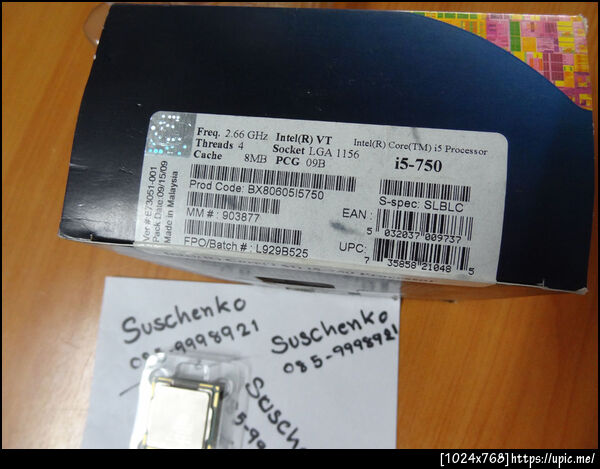 Freq. 2.66 GHz Intel(R) VT
Threads 4 Socket LGA 1156
Cache 8MB PCG 09B
Intel(R) Core(TM) i5 Processor
i5-750
Prod Code: BX80605I5750
MM#: 903877
FPO/Batch#: L929B525
S-spec: SLBLC
EAN:
5 032037 009737
UPC:
7 35858 21048 5
Ver#:E73051-001
Pack Date:09/15/09
Made in Malaysia
Suschenko
085-9998921
Suschenko
085-9998921
Suschenko
[1024x768]https://upic.me/